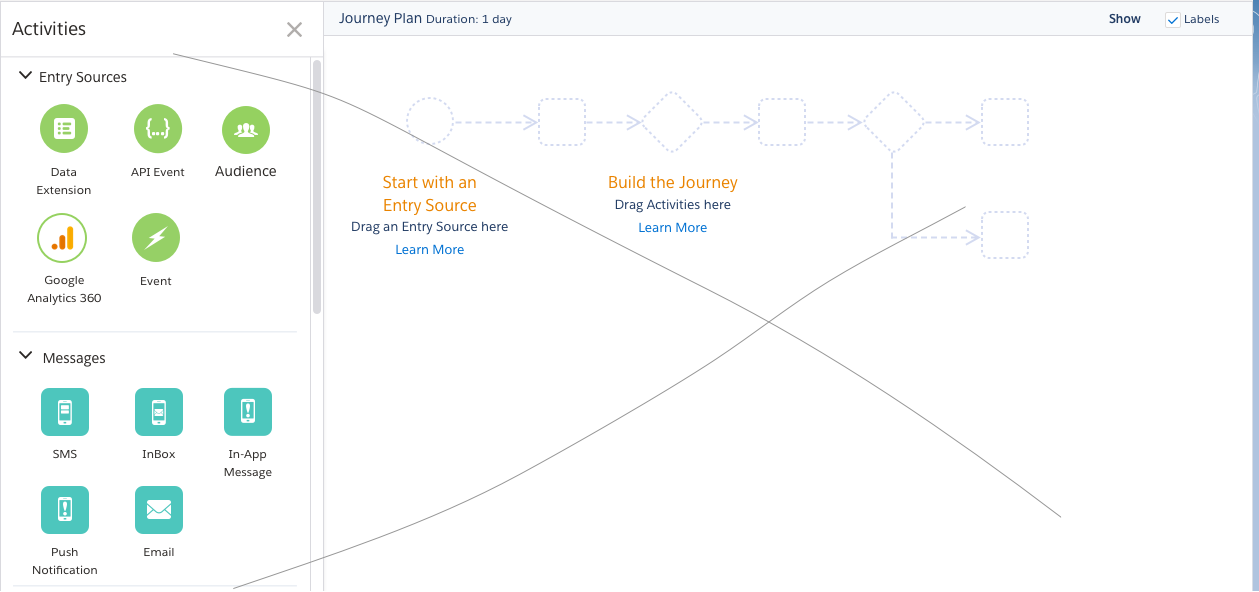 Activities
Journey Plan Duration: 1 day
Show
Labels
Entry Sources
Data
Extension
API Event
Audience
Google
Analytics 360
Event
Messages
SMS
InBox
In-App
Message
Push
Notification
Email
Start with an
Entry Source
Drag an Entry Source here
Learn More
Build the Journey
Drag Activities here
Learn More